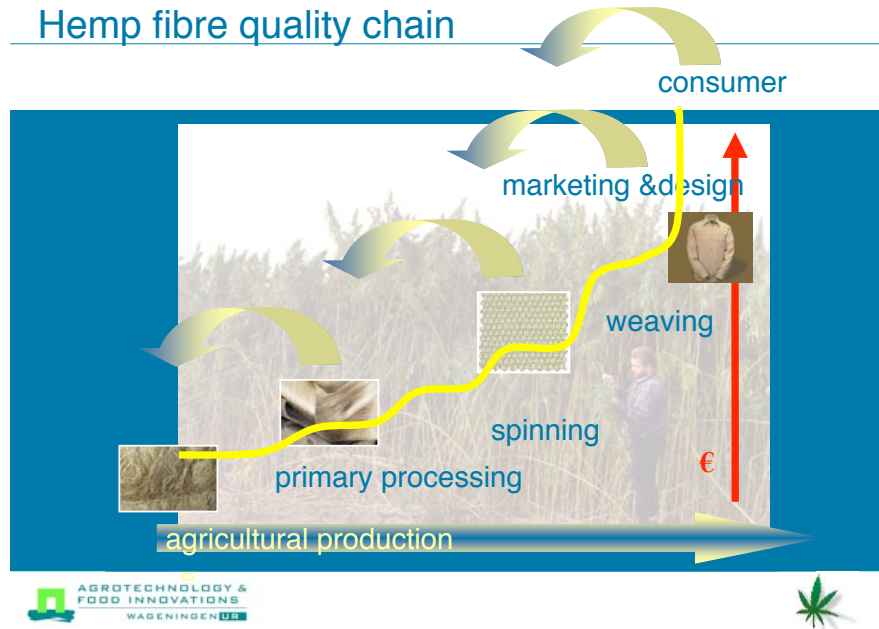 Hemp fibre quality chain
consumer
marketing &design
weaving
spinning
€
primary processing
agricultural production
AGROTECHNOLOGY &
FOOD INNOVATIONS
WAGENINGEN UR